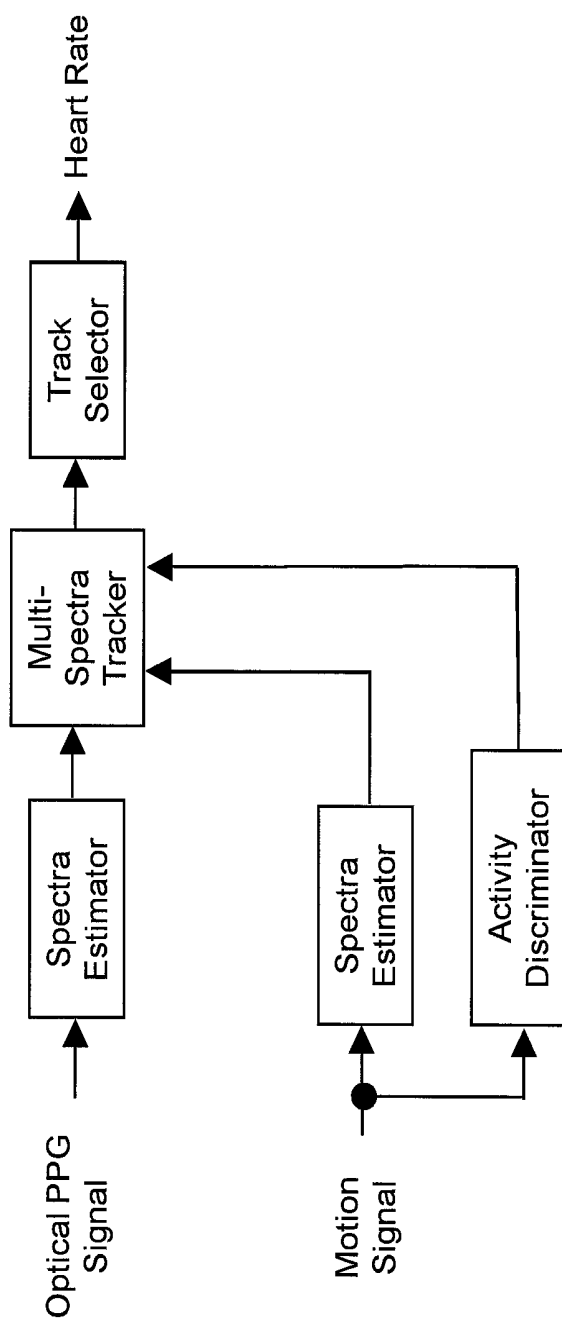 Optical PPG
Signal
Spectra
Estimator
Multi-
Spectra
Tracker
Track
Selector
Heart Rate
Motion
Signal
Spectra
Estimator
Activity
Discriminator